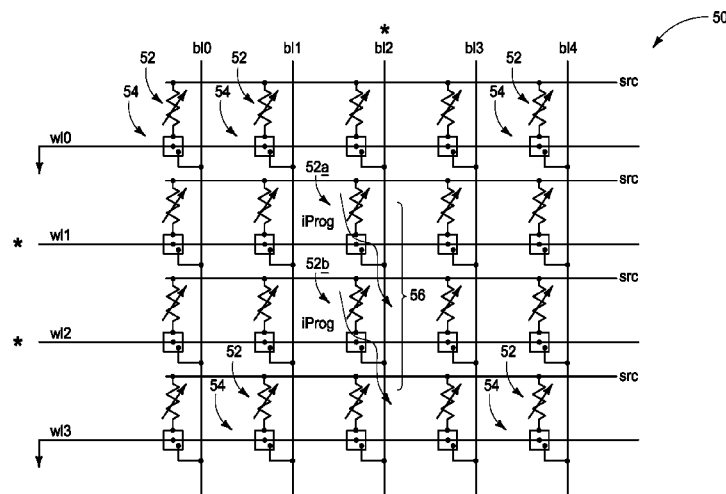 50
*
bl0 bl1 bl2 bl3 bl4
52 52 52
src
54 54 54
wl0
52a src
iProg
* wl1
52b src
56
iProg
* wl2
52 52
src
54 54
wl3